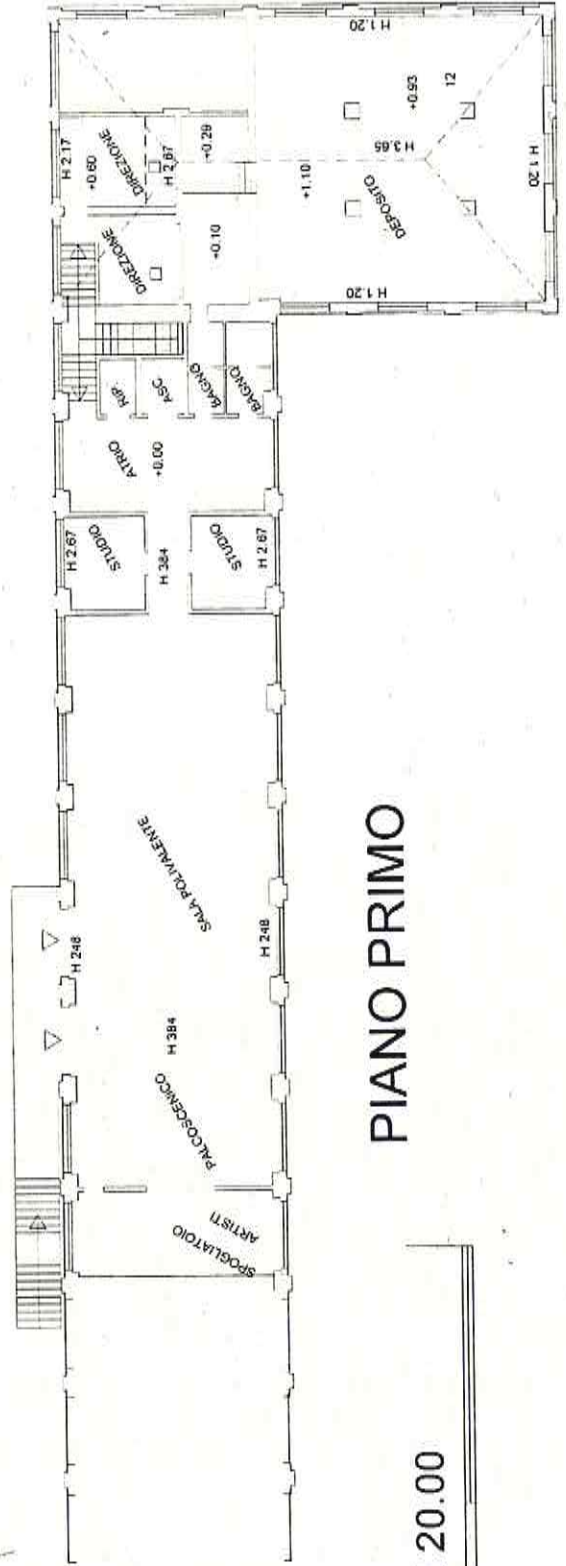 H 1.20
+0.93
12
H 3.65
H 1.20
+1.10
DEPOSITO
H 1.20
H 2.17
+0.60
DIREZIONE
H 2.67
+0.29
DIREZIONE
+0.10
RIP.
ASC
BAGNO
BAGNO
ATRIO
+0.00
H 2.67
STUDIO
H 384
STUDIO
H 2.67
SALA POLIVALENTE
H 248
H 248
H 384
PALCOSCENICO
SPOGLIATOIO
ARTISTI
PIANO PRIMO
20.00